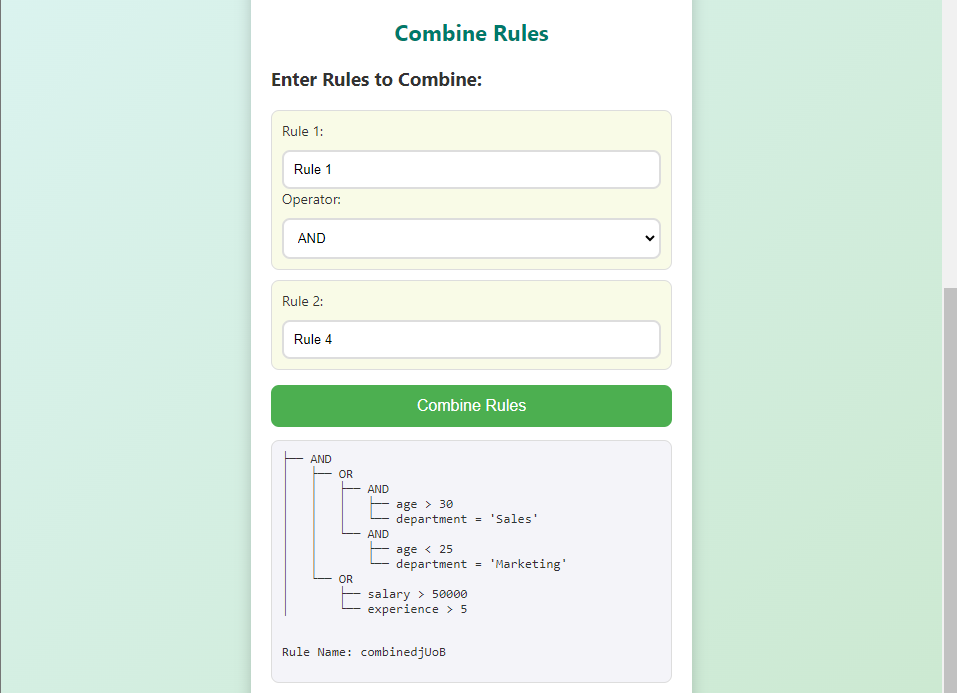 Combine Rules
Enter Rules to Combine:
Rule 1:
Rule 1
Operator:
AND
Rule 2:
Rule 4
Combine Rules
├── AND
│   ├── OR
│   │   ├── AND
│   │   │   ├── age > 30
│   │   │   └── department = 'Sales'
│   │   └── AND
│   │       ├── age < 25
│   │       └── department = 'Marketing'
│   └── OR
│       ├── salary > 50000
│       └── experience > 5
Rule Name: combinedjUoB